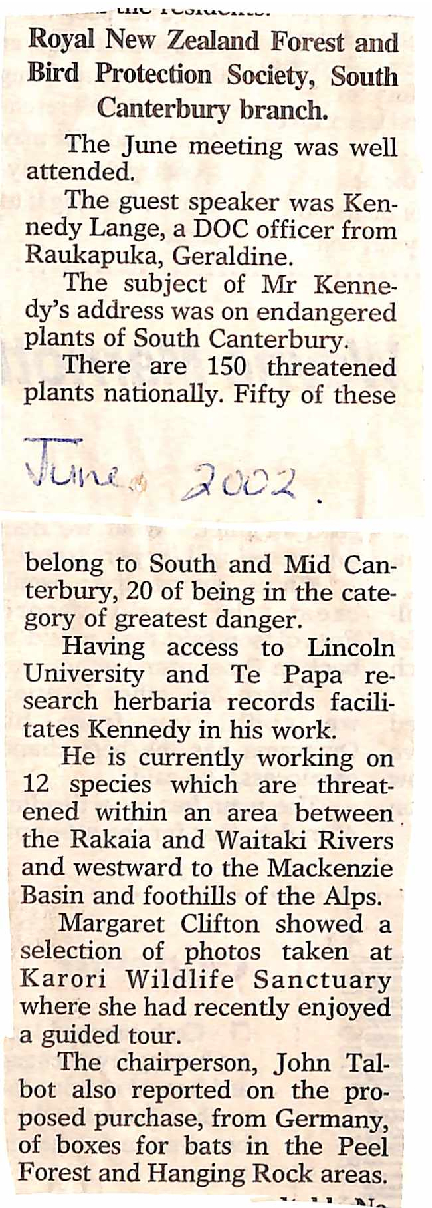 the residents.
Royal New Zealand Forest and
Bird Protection Society, South
Canterbury branch.
The June meeting was well
attended.
The guest speaker was Ken-
nedy Lange, a DOC officer from
Raukapuka, Geraldine.
The subject of Mr Kenne-
dy's address was on endangered
plants of South Canterbury.
There are 150 threatened
plants nationally. Fifty of these
June 2002.
belong to South and Mid Can-
terbury, 20 of being in the cate-
gory of greatest danger.
Having access to Lincoln
University and Te Papa re-
search herbaria records facili-
tates Kennedy in his work.
He is currently working on
12 species which are threat-
ened within an area between
the Rakaia and Waitaki Rivers
and westward to the Mackenzie
Basin and foothills of the Alps.
Margaret Clifton showed a
selection of photos taken at
Karori Wildlife Sanctuary
where she had recently enjoyed
a guided tour.
The chairperson, John Tal-
bot also reported on the pro-
posed purchase, from Germany,
of boxes for bats in the Peel
Forest and Hanging Rock areas.